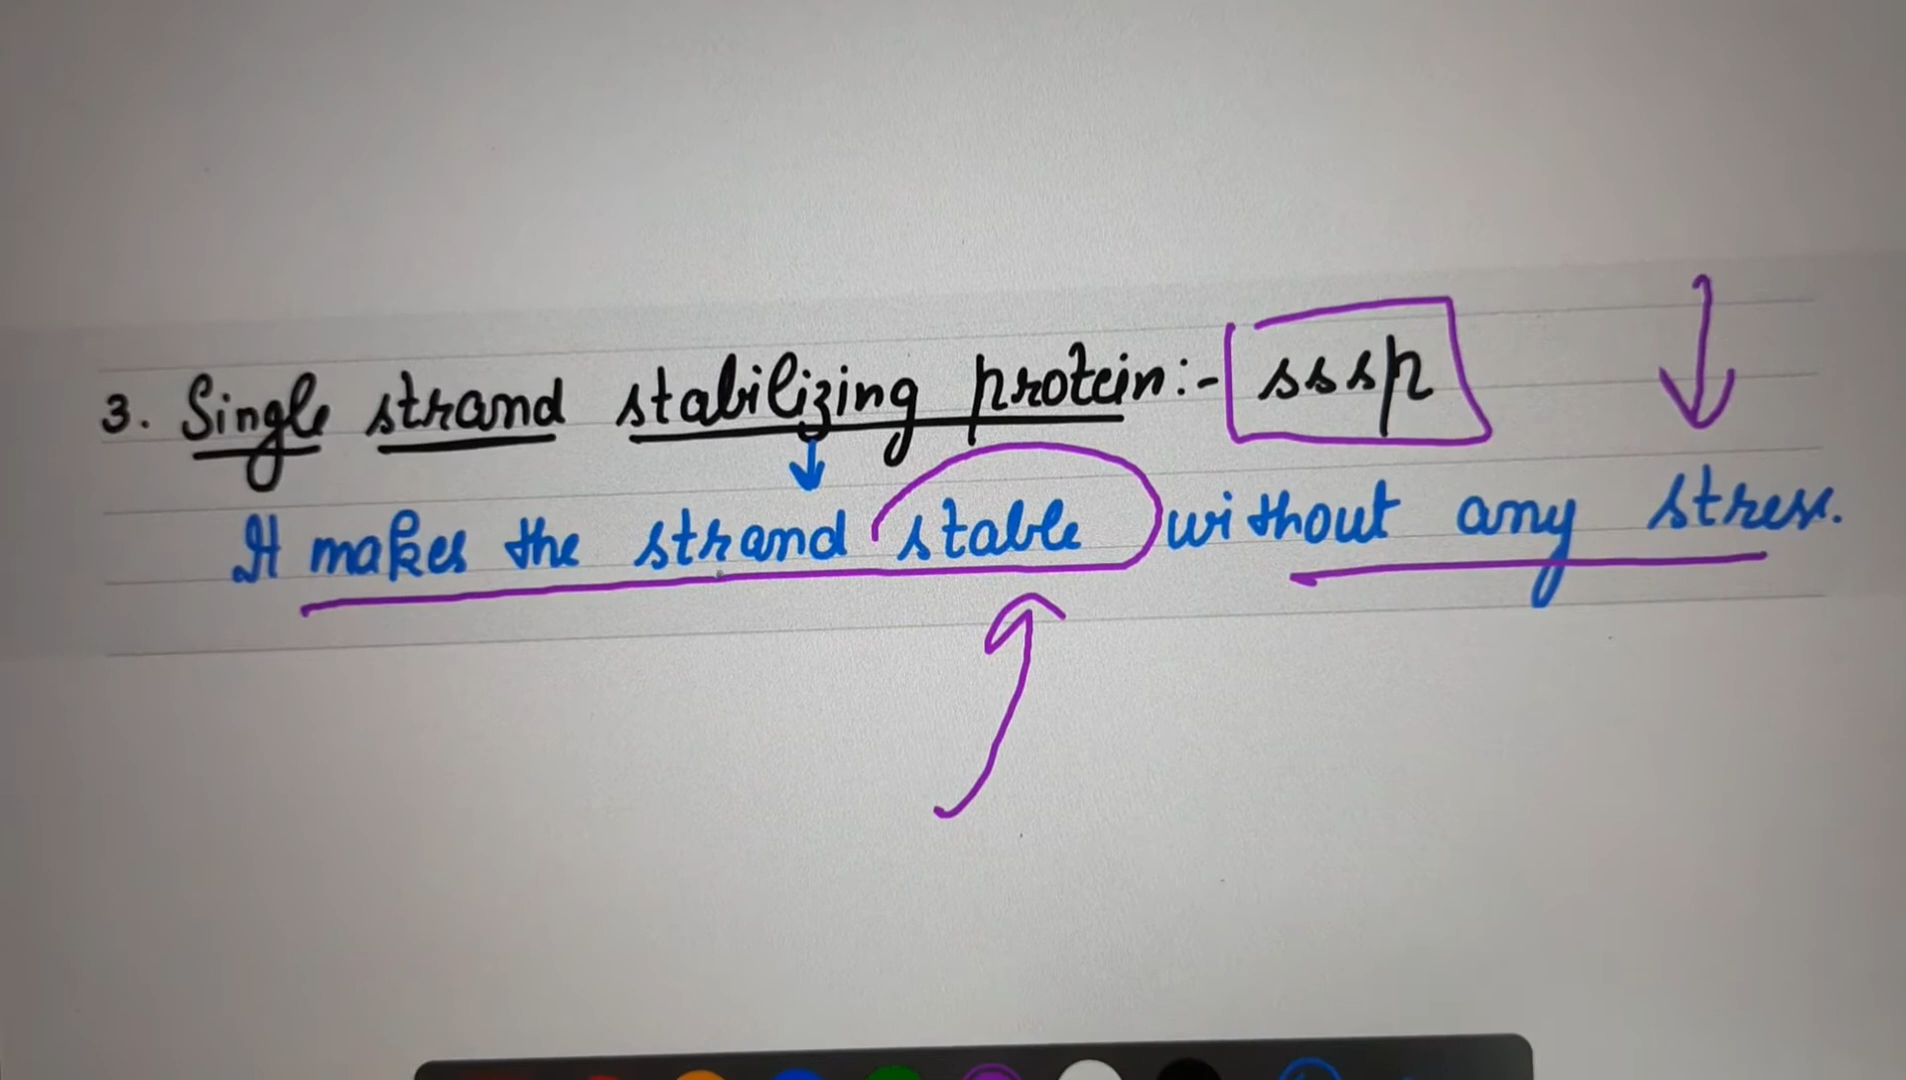 3. Single strand stabilizing protein:- sssp
It makes the strand stable without any stress.